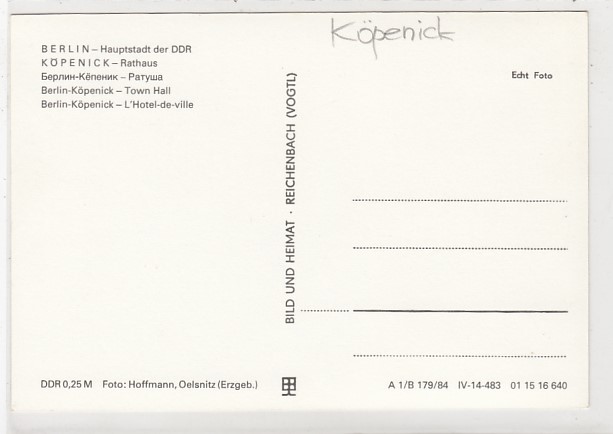 Köpenick
BERLIN – Hauptstadt der DDR
KÖPENICK – Rathaus
Берлин-Кёпеник – Ратуша
Berlin-Köpenick – Town Hall
Berlin-Köpenick – L'Hotel-de-ville
Echt Foto
BILD UND HEIMAT · REICHENBACH (VOGTL)
DDR 0,25 M Foto: Hoffmann, Oelsnitz (Erzgeb.)
A 1/B 179/84 IV-14-483 01 15 16 640